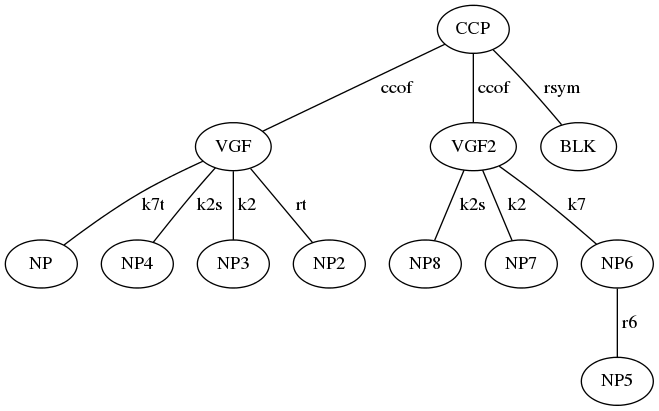 CCP
ccof ccof rsym
VGF VGF2 BLK
k7t k2s k2 rt k2s k2 k7
NP NP4 NP3 NP2 NP8 NP7 NP6
r6
NP5